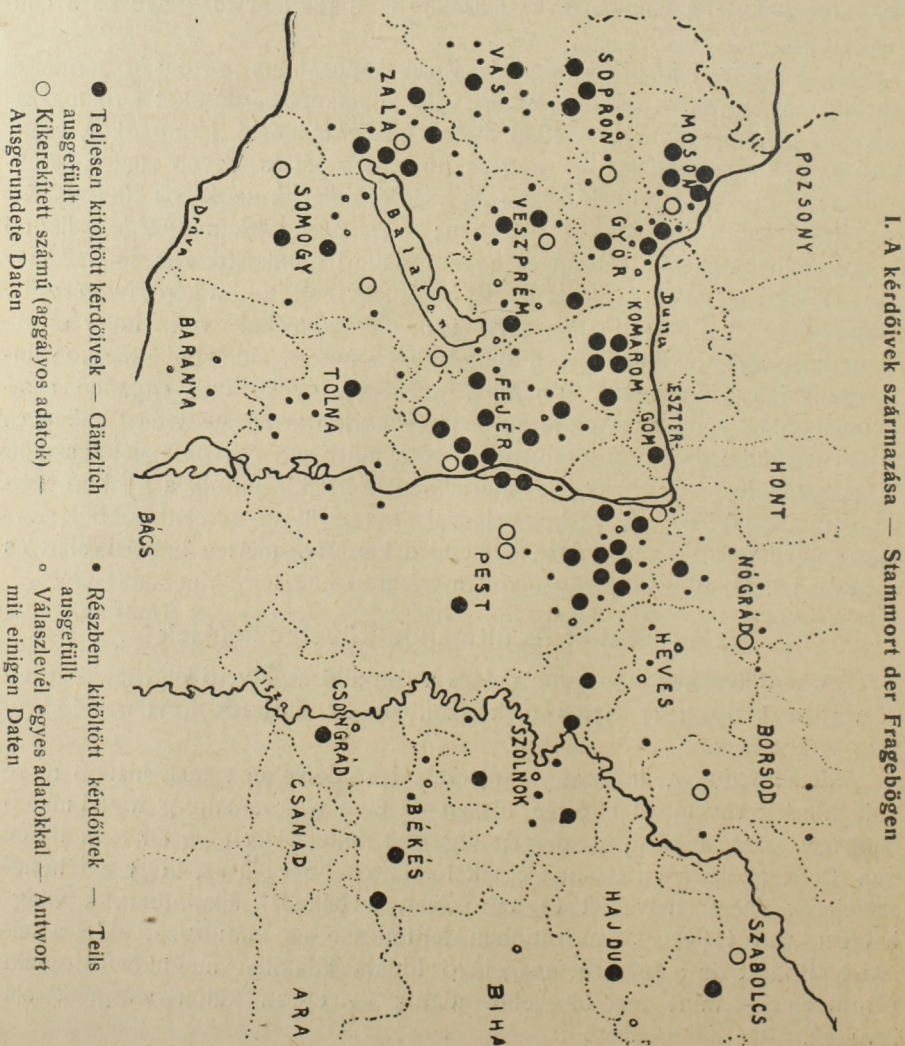 I. A kérdőivek származása — Stammort der Fragebögen
POZSONY
HONT
NÓGRÁD
BORSOD
SZABOLCS
MOSON
SOPRON
GYŐR
Duna
KOMAROM
ESZTER-
GOM
HEVES
HAJDU
VAS
VESZPRÉM
FEJÉR
PEST
SZOLNOK
BIHA
ZALA
Balaton
SOMOGY
TOLNA
BÉKÉS
CSONGRÁD
Tisza
CSANÁD
ARA
Dráva
BARANYA
BÁCS
● Teljesen kitöltött kérdőivek — Gänzlich
ausgefüllt
• Részben kitöltött kérdőivek — Teils
ausgefüllt
○ Kikerekített számú (aggályos adatok) —
Ausgerundete Daten
o Válaszlevél egyes adatokkal — Antwort
mit einigen Daten